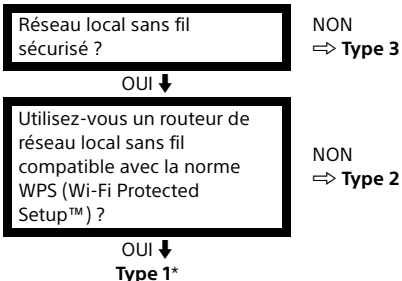 Réseau local sans fil
sécurisé ?
NON
⇨ Type 3
OUI ⬇
Utilisez-vous un routeur de
réseau local sans fil
compatible avec la norme
WPS (Wi-Fi Protected
Setup™) ?
NON
⇨ Type 2
OUI ⬇
Type 1*